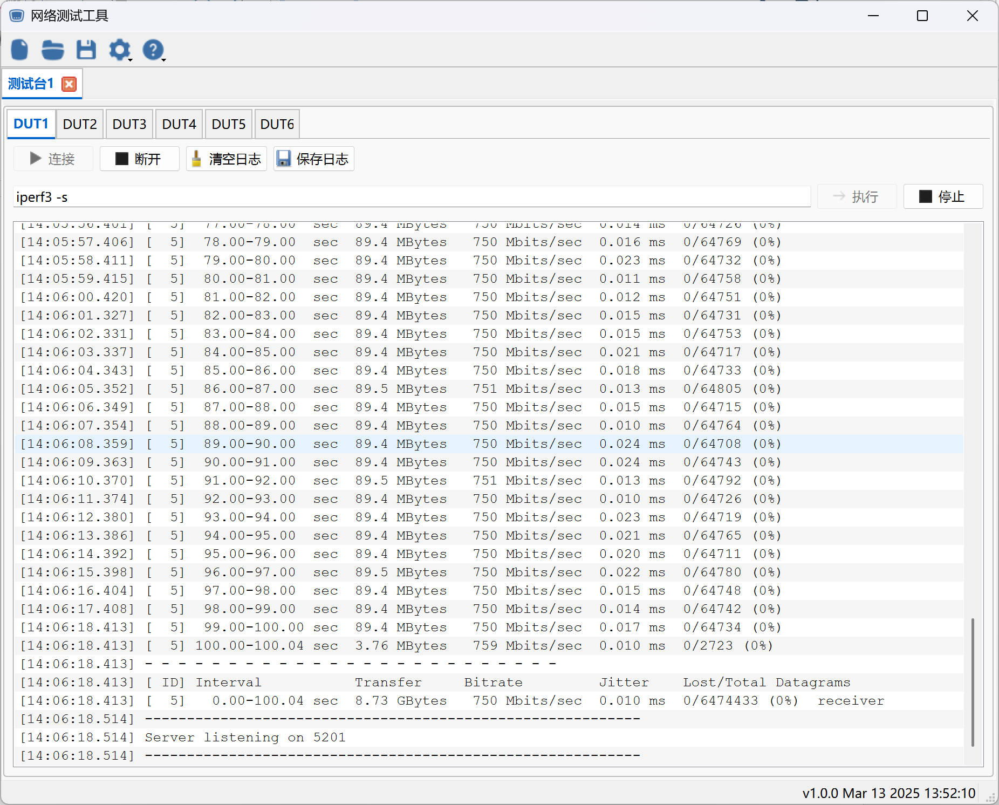 网络测试工具
测试台1
DUT1 DUT2 DUT3 DUT4 DUT5 DUT6
连接 断开 清空日志 保存日志
iperf3 -s 执行 停止
[14:05:56.401] [  5]  77.00-78.00  sec  89.4 MBytes   750 Mbits/sec  0.014 ms  0/64726 (0%)
[14:05:57.406] [  5]  78.00-79.00  sec  89.4 MBytes   750 Mbits/sec  0.016 ms  0/64769 (0%)
[14:05:58.411] [  5]  79.00-80.00  sec  89.4 MBytes   750 Mbits/sec  0.023 ms  0/64732 (0%)
[14:05:59.415] [  5]  80.00-81.00  sec  89.4 MBytes   750 Mbits/sec  0.011 ms  0/64758 (0%)
[14:06:00.420] [  5]  81.00-82.00  sec  89.4 MBytes   750 Mbits/sec  0.012 ms  0/64751 (0%)
[14:06:01.327] [  5]  82.00-83.00  sec  89.4 MBytes   750 Mbits/sec  0.015 ms  0/64731 (0%)
[14:06:02.331] [  5]  83.00-84.00  sec  89.4 MBytes   750 Mbits/sec  0.015 ms  0/64753 (0%)
[14:06:03.337] [  5]  84.00-85.00  sec  89.4 MBytes   750 Mbits/sec  0.021 ms  0/64717 (0%)
[14:06:04.343] [  5]  85.00-86.00  sec  89.4 MBytes   750 Mbits/sec  0.018 ms  0/64733 (0%)
[14:06:05.352] [  5]  86.00-87.00  sec  89.5 MBytes   751 Mbits/sec  0.013 ms  0/64805 (0%)
[14:06:06.349] [  5]  87.00-88.00  sec  89.4 MBytes   750 Mbits/sec  0.015 ms  0/64715 (0%)
[14:06:07.354] [  5]  88.00-89.00  sec  89.4 MBytes   750 Mbits/sec  0.010 ms  0/64764 (0%)
[14:06:08.359] [  5]  89.00-90.00  sec  89.4 MBytes   750 Mbits/sec  0.024 ms  0/64708 (0%)
[14:06:09.363] [  5]  90.00-91.00  sec  89.4 MBytes   750 Mbits/sec  0.024 ms  0/64743 (0%)
[14:06:10.370] [  5]  91.00-92.00  sec  89.5 MBytes   751 Mbits/sec  0.013 ms  0/64792 (0%)
[14:06:11.374] [  5]  92.00-93.00  sec  89.4 MBytes   750 Mbits/sec  0.010 ms  0/64726 (0%)
[14:06:12.380] [  5]  93.00-94.00  sec  89.4 MBytes   750 Mbits/sec  0.023 ms  0/64719 (0%)
[14:06:13.386] [  5]  94.00-95.00  sec  89.4 MBytes   750 Mbits/sec  0.021 ms  0/64765 (0%)
[14:06:14.392] [  5]  95.00-96.00  sec  89.4 MBytes   750 Mbits/sec  0.020 ms  0/64711 (0%)
[14:06:15.398] [  5]  96.00-97.00  sec  89.5 MBytes   750 Mbits/sec  0.022 ms  0/64780 (0%)
[14:06:16.404] [  5]  97.00-98.00  sec  89.4 MBytes   750 Mbits/sec  0.015 ms  0/64748 (0%)
[14:06:17.408] [  5]  98.00-99.00  sec  89.4 MBytes   750 Mbits/sec  0.014 ms  0/64742 (0%)
[14:06:18.413] [  5]  99.00-100.00 sec  89.4 MBytes   750 Mbits/sec  0.017 ms  0/64734 (0%)
[14:06:18.413] [  5] 100.00-100.04 sec  3.76 MBytes   759 Mbits/sec  0.010 ms  0/2723 (0%)
[14:06:18.413] - - - - - - - - - - - - - - - - - - - - - - - - -
[14:06:18.413] [ ID] Interval           Transfer     Bitrate         Jitter    Lost/Total Datagrams
[14:06:18.413] [  5]   0.00-100.04 sec  8.73 GBytes   750 Mbits/sec  0.010 ms  0/6474433 (0%)  receiver
[14:06:18.514] -----------------------------------------------------------
[14:06:18.514] Server listening on 5201
[14:06:18.514] -----------------------------------------------------------
v1.0.0 Mar 13 2025 13:52:10